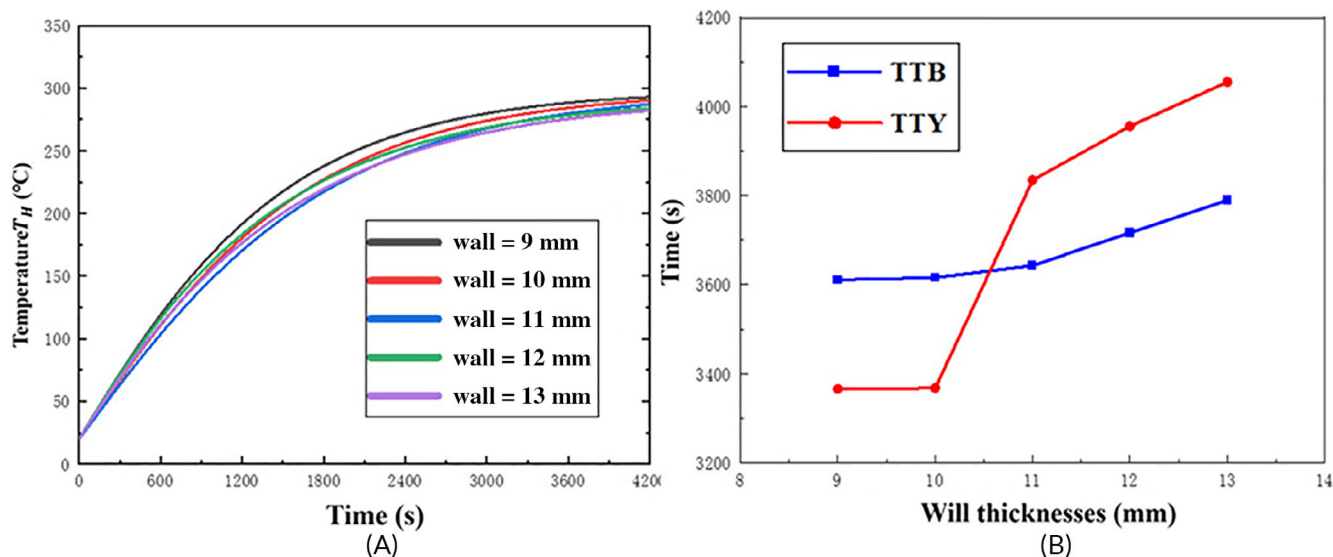 350
300
250
200
150
100
50
0
Temperature T_H (°C)
wall = 9 mm
wall = 10 mm
wall = 11 mm
wall = 12 mm
wall = 13 mm
0 600 1200 1800 2400 3000 3600 4200
Time (s)
(A)
4200
4000
3800
3600
3400
3200
Time (s)
TTB
TTY
8 9 10 11 12 13 14
Will thicknesses (mm)
(B)